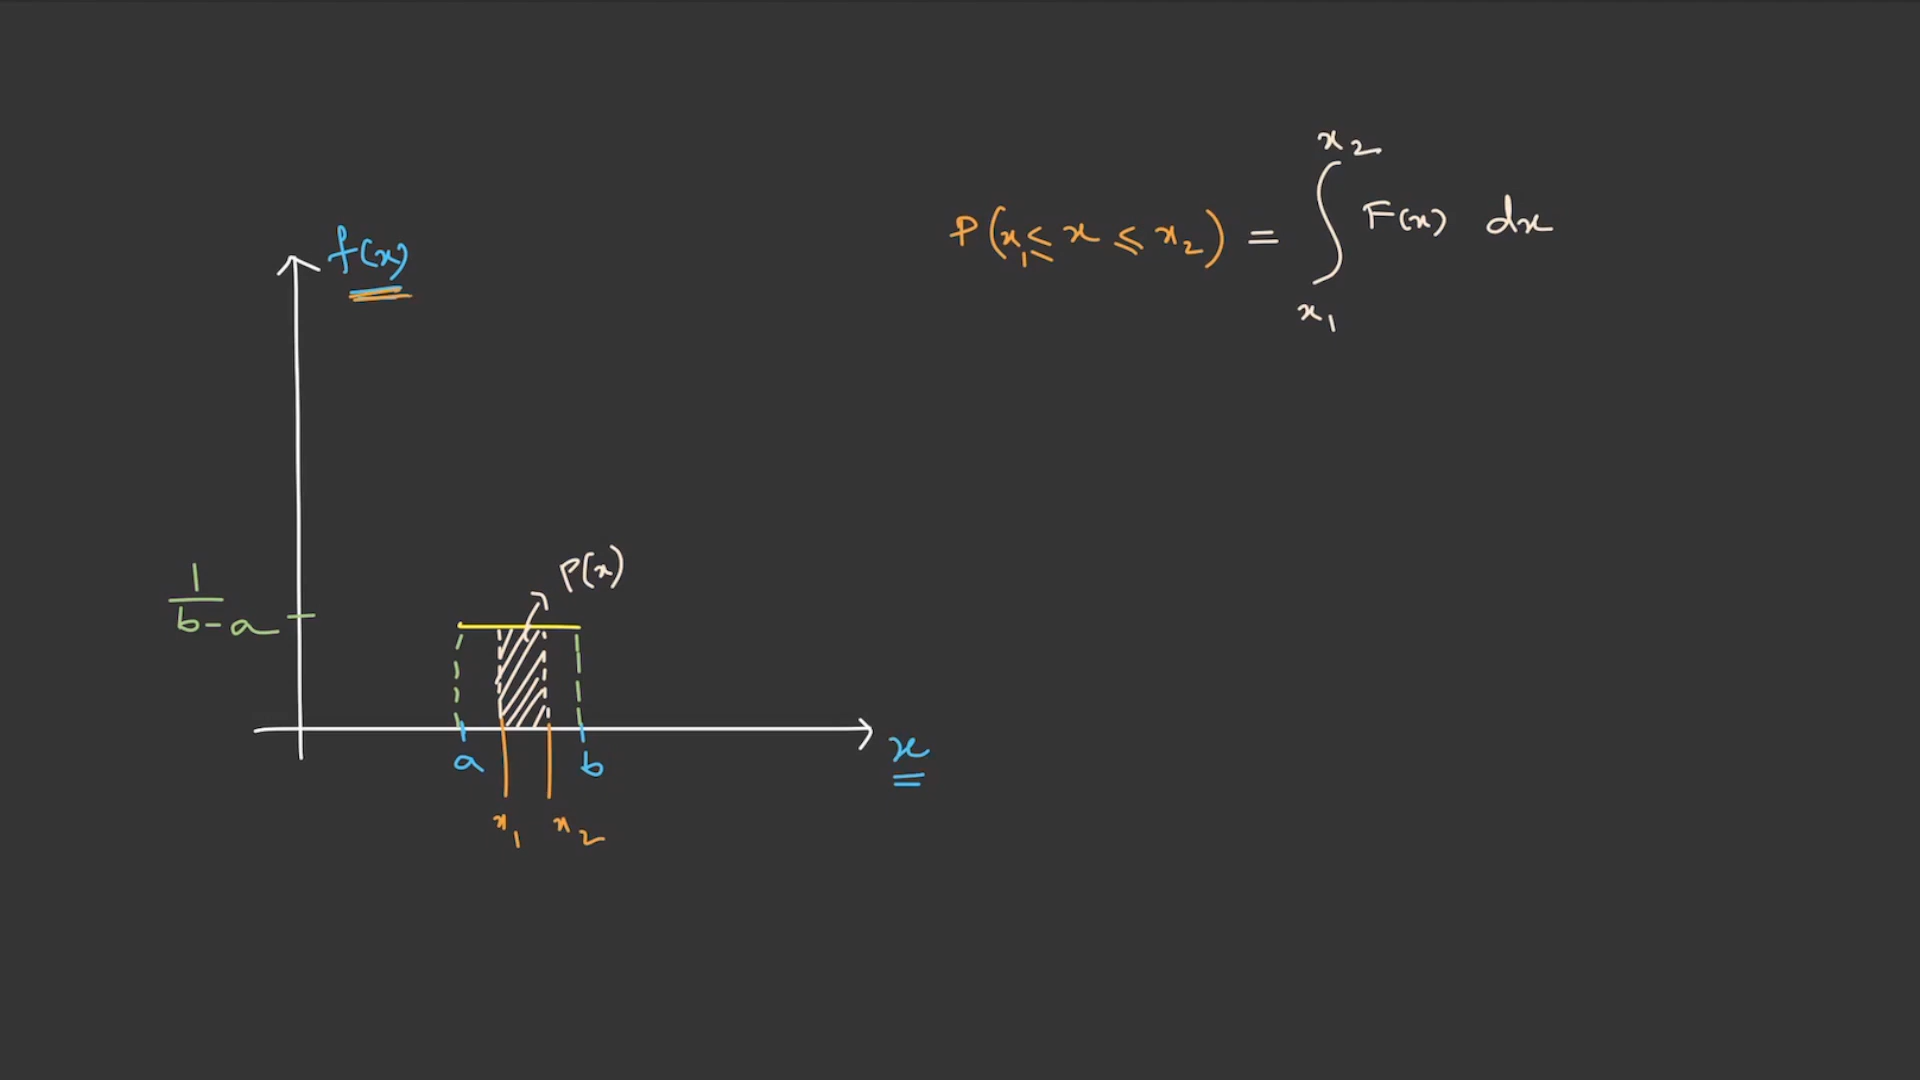 P(x₁ ≤ x ≤ x₂) = ∫_{x₁}^{x₂} F(x) dx
f(x)
P(x)
1/(b-a)
a
b
x
x₁
x₂